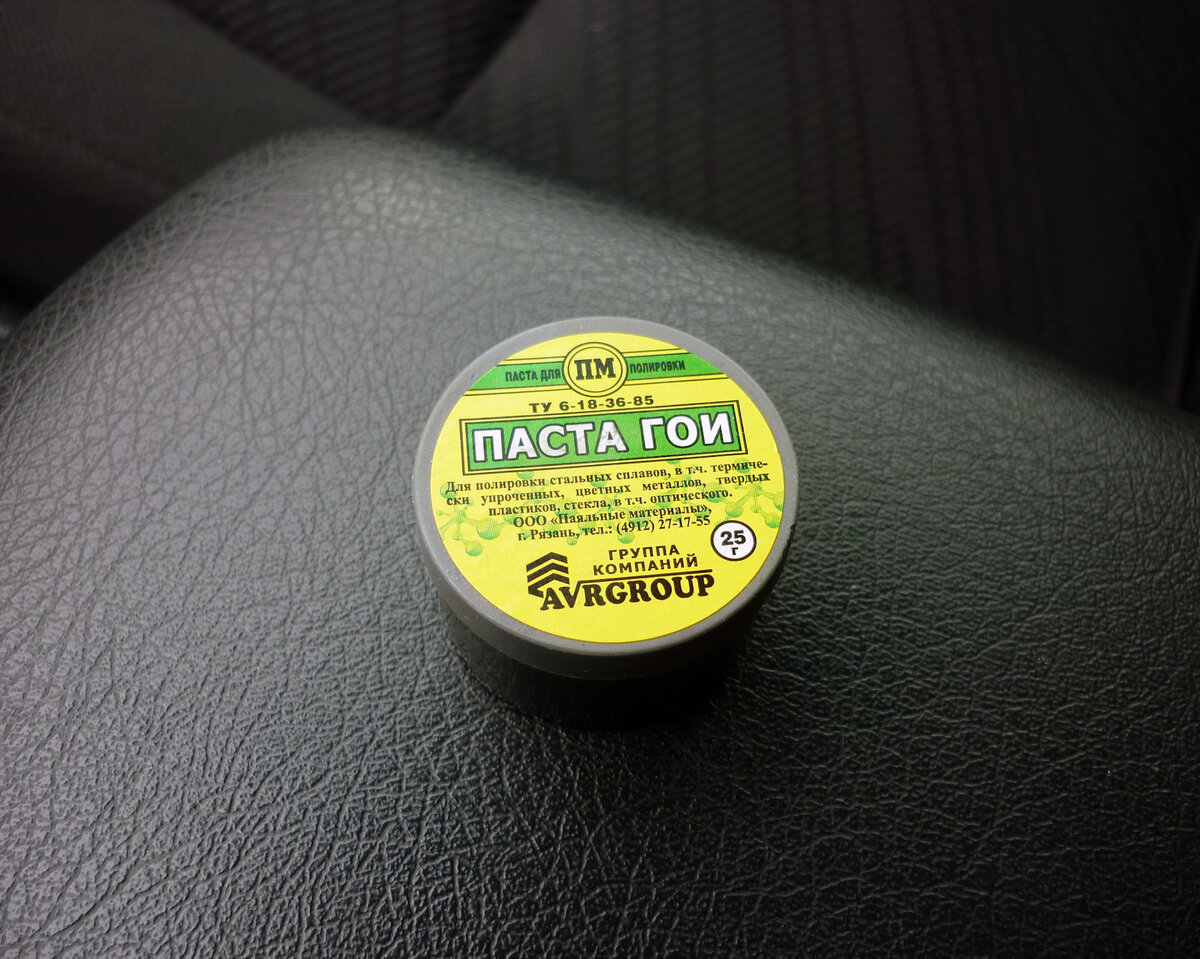 ПАСТА ДЛЯ ПМ ПОЛИРОВКИ
ТУ 6-18-36-85
ПАСТА ГОИ
Для полировки стальных сплавов, в т.ч. термиче-
ски упроченных, цветных металлов, твердых
пластиков, стекла, в т.ч. оптического.
ООО «Паяльные материалы»,
г. Рязань, тел.: (4912) 27-17-55
25
г
ГРУППА
КОМПАНИЙ
AVRGROUP